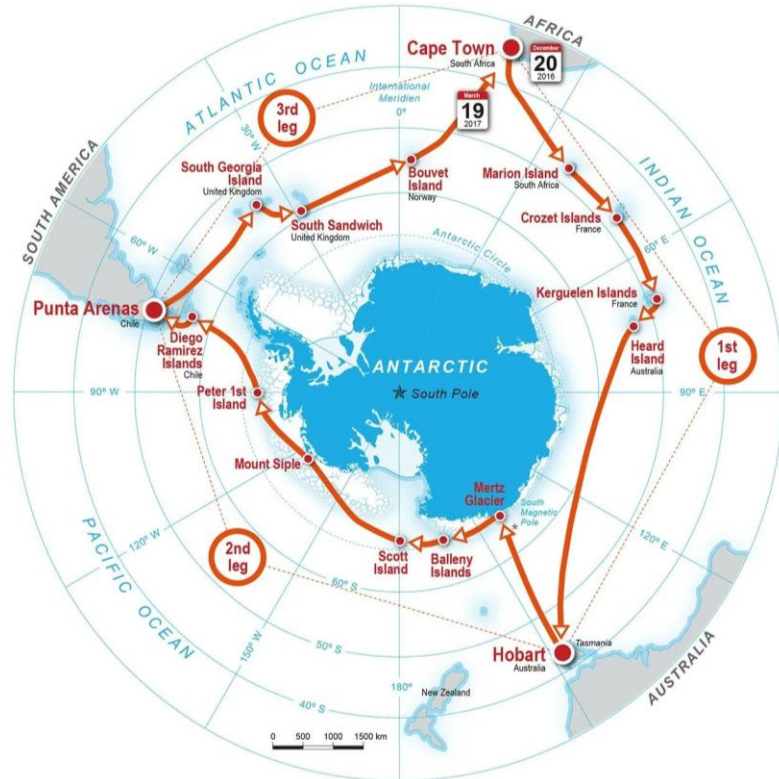 AFRICA
Cape Town
South Africa
December
20
2016
ATLANTIC OCEAN
International
Meridien
0°
March
19
2017
3rd
leg
30° W
SOUTH AMERICA
South Georgia
Island
United Kingdom
South Sandwich
United Kingdom
Bouvet
Island
Norway
Marion Island
South Africa
INDIAN OCEAN
Crozet Islands
France
60° E
60° W
Antarctic Circle
Kerguelen Islands
France
Punta Arenas
Chile
Diego
Ramirez
Islands
Chile
Heard
Island
Australia
1st
leg
ANTARCTIC
South Pole
90° W
90° E
Peter 1st
Island
Mount Siple
Mertz
Glacier
South
Magnetic
Pole
120° W
120° E
Scott
Island
Balleny
Islands
2nd
leg
PACIFIC OCEAN
60° S
150° W
50° S
40° S
180°
Hobart
Australia
Tasmania
AUSTRALIA
New Zealand
0 500 1000 1500 km